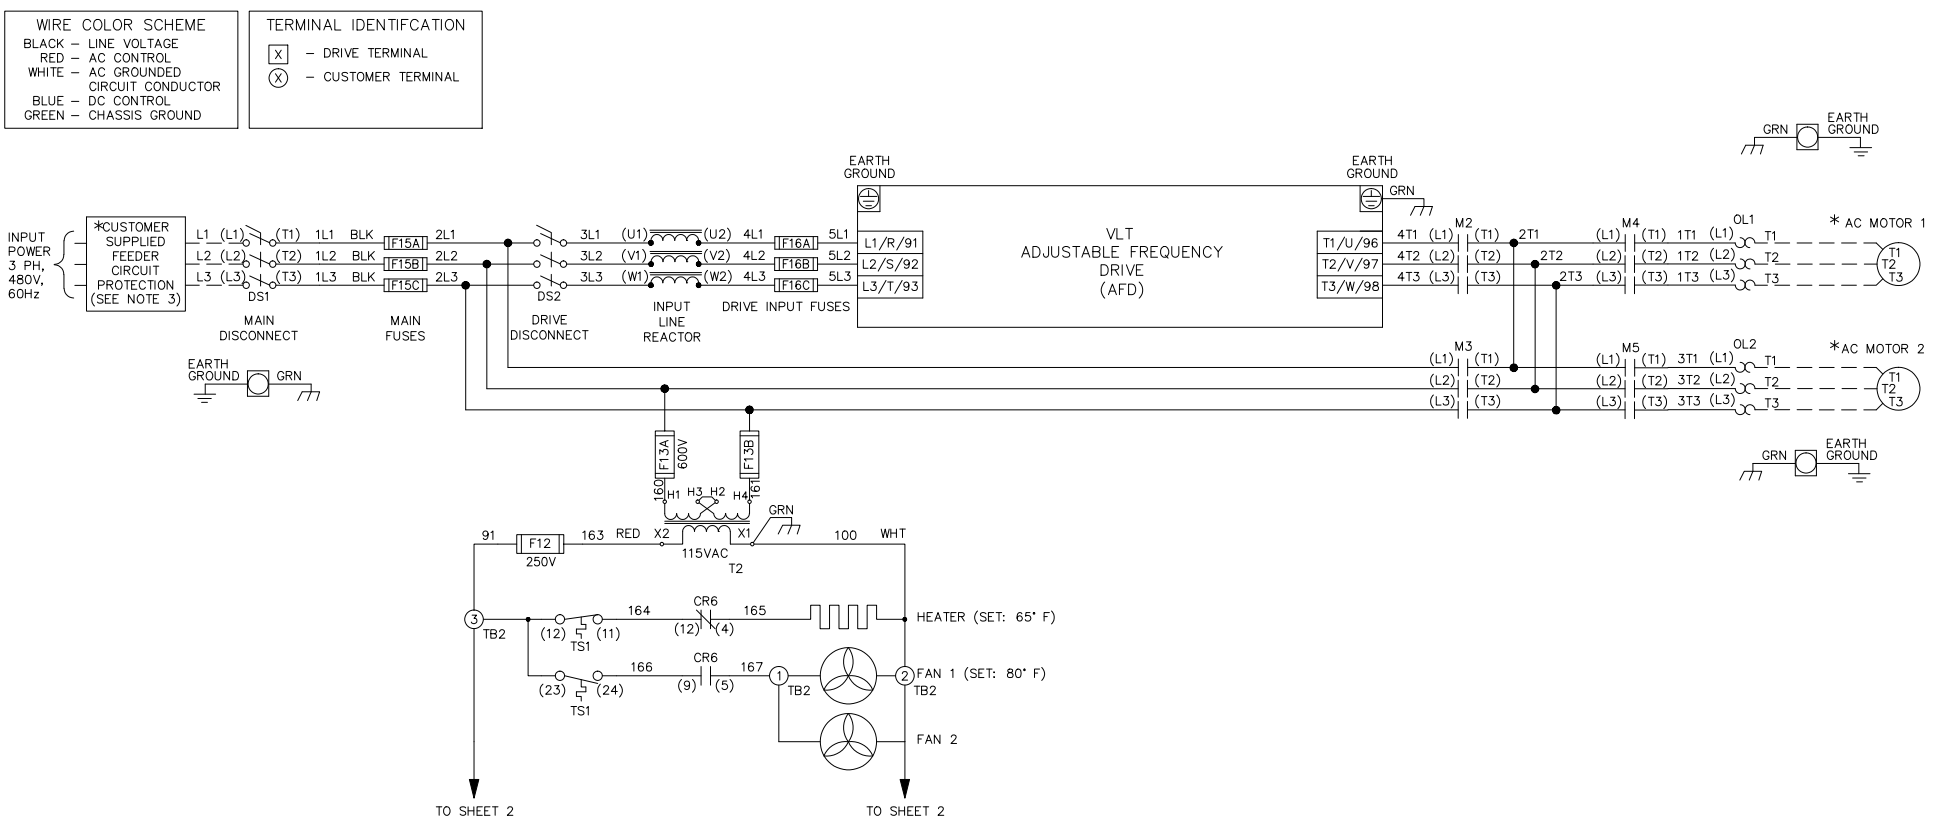 WIRE COLOR SCHEME
BLACK – LINE VOLTAGE
RED – AC CONTROL
WHITE – AC GROUNDED
CIRCUIT CONDUCTOR
BLUE – DC CONTROL
GREEN – CHASSIS GROUND
TERMINAL IDENTIFCATION
X – DRIVE TERMINAL
X – CUSTOMER TERMINAL
GRN
EARTH
GROUND
EARTH
GROUND
EARTH
GROUND
GRN
INPUT
POWER
3 PH,
480V,
60Hz
*CUSTOMER
SUPPLIED
FEEDER
CIRCUIT
PROTECTION
(SEE NOTE 3)
L1 (L1) (T1) 1L1 BLK F15A 2L1 3L1 (U1) (U2) 4L1 F16A 5L1 L1/R/91
L2 (L2) (T2) 1L2 BLK F15B 2L2 3L2 (V1) (V2) 4L2 F16B 5L2 L2/S/92
L3 (L3) (T3) 1L3 BLK F15C 2L3 3L3 (W1) (W2) 4L3 F16C 5L3 L3/T/93
DS1
MAIN
DISCONNECT
MAIN
FUSES
DS2
DRIVE
DISCONNECT
INPUT
LINE
REACTOR
DRIVE INPUT FUSES
VLT
ADJUSTABLE FREQUENCY
DRIVE
(AFD)
M2 M4 OL1 * AC MOTOR 1
T1/U/96 4T1 (L1) (T1) 2T1 (L1) (T1) 1T1 (L1) T1 T1
T2/V/97 4T2 (L2) (T2) 2T2 (L2) (T2) 1T2 (L2) T2 T2
T3/W/98 4T3 (L3) (T3) 2T3 (L3) (T3) 1T3 (L3) T3 T3
M3 M5 OL2 *AC MOTOR 2
(L1) (T1) (L1) (T1) 3T1 (L1) T1 T1
(L2) (T2) (L2) (T2) 3T2 (L2) T2 T2
(L3) (T3) (L3) (T3) 3T3 (L3) T3 T3
EARTH
GROUND GRN
GRN
EARTH
GROUND
F13A
600V
F13B
160
161
H1 H3 H2 H4
GRN
91 F12 163 RED X2 X1 100 WHT
250V
115VAC
T2
3
TB2
(12) (11)
TS1
164
CR6
(12) (4)
165
HEATER (SET: 65° F)
(23) (24)
TS1
166
CR6
(9) (5)
167
1
TB2
2
TB2
FAN 1 (SET: 80° F)
FAN 2
TO SHEET 2
TO SHEET 2